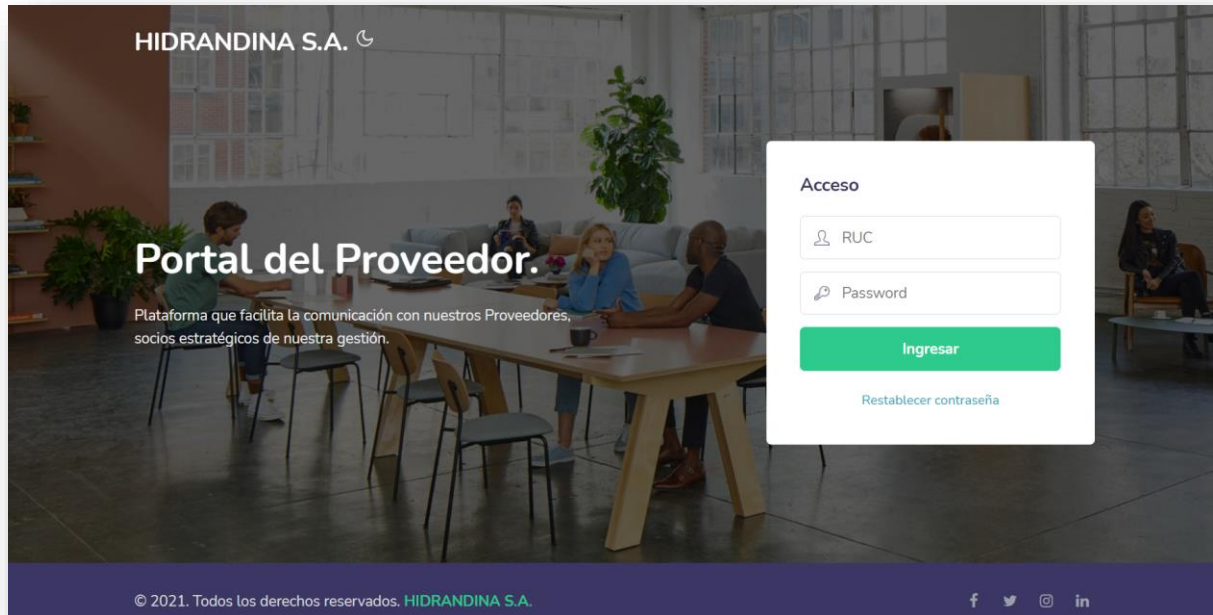 HIDRANDINA S.A.
Portal del Proveedor.
Plataforma que facilita la comunicación con nuestros Proveedores,
socios estratégicos de nuestra gestión.
Acceso
RUC
Password
Ingresar
Restablecer contraseña
© 2021. Todos los derechos reservados. HIDRANDINA S.A.